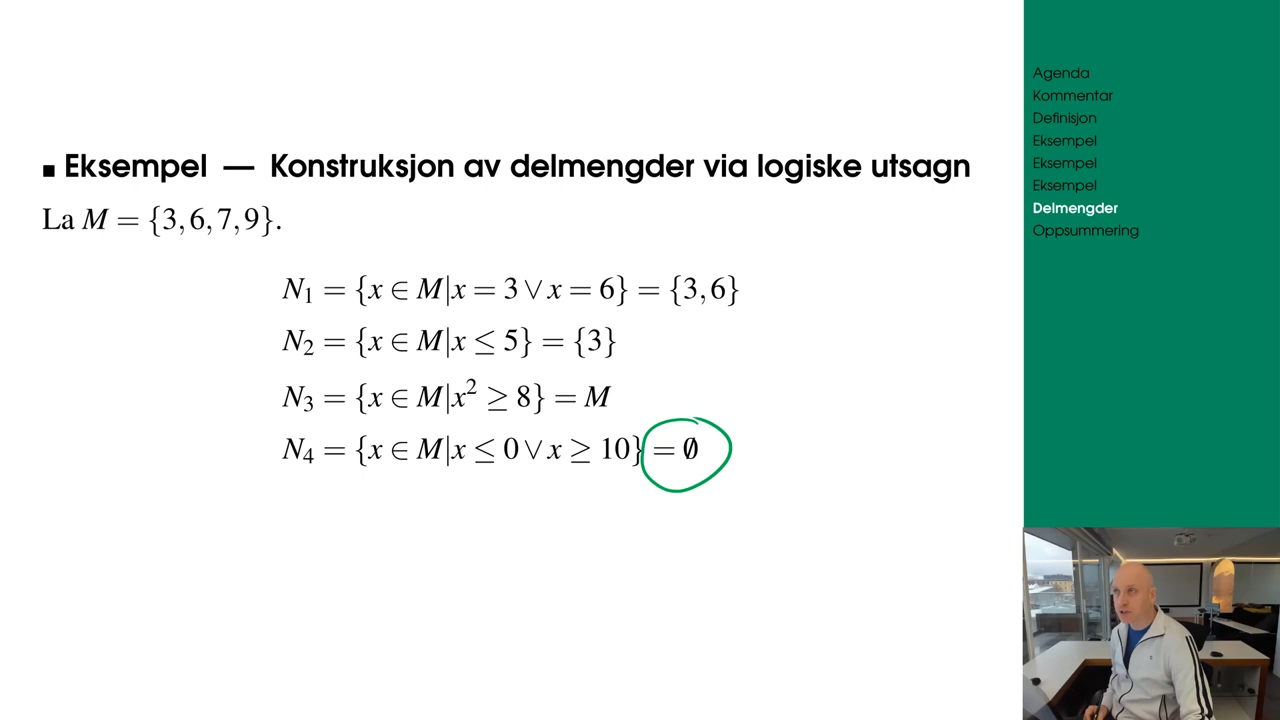 ■ Eksempel — Konstruksjon av delmengder via logiske utsagn
La M = {3, 6, 7, 9}.
N₁ = {x ∈ M|x = 3 ∨ x = 6} = {3, 6}
N₂ = {x ∈ M|x ≤ 5} = {3}
N₃ = {x ∈ M|x² ≥ 8} = M
N₄ = {x ∈ M|x ≤ 0 ∨ x ≥ 10} = ∅
Agenda
Kommentar
Definisjon
Eksempel
Eksempel
Eksempel
Delmengder
Oppsummering